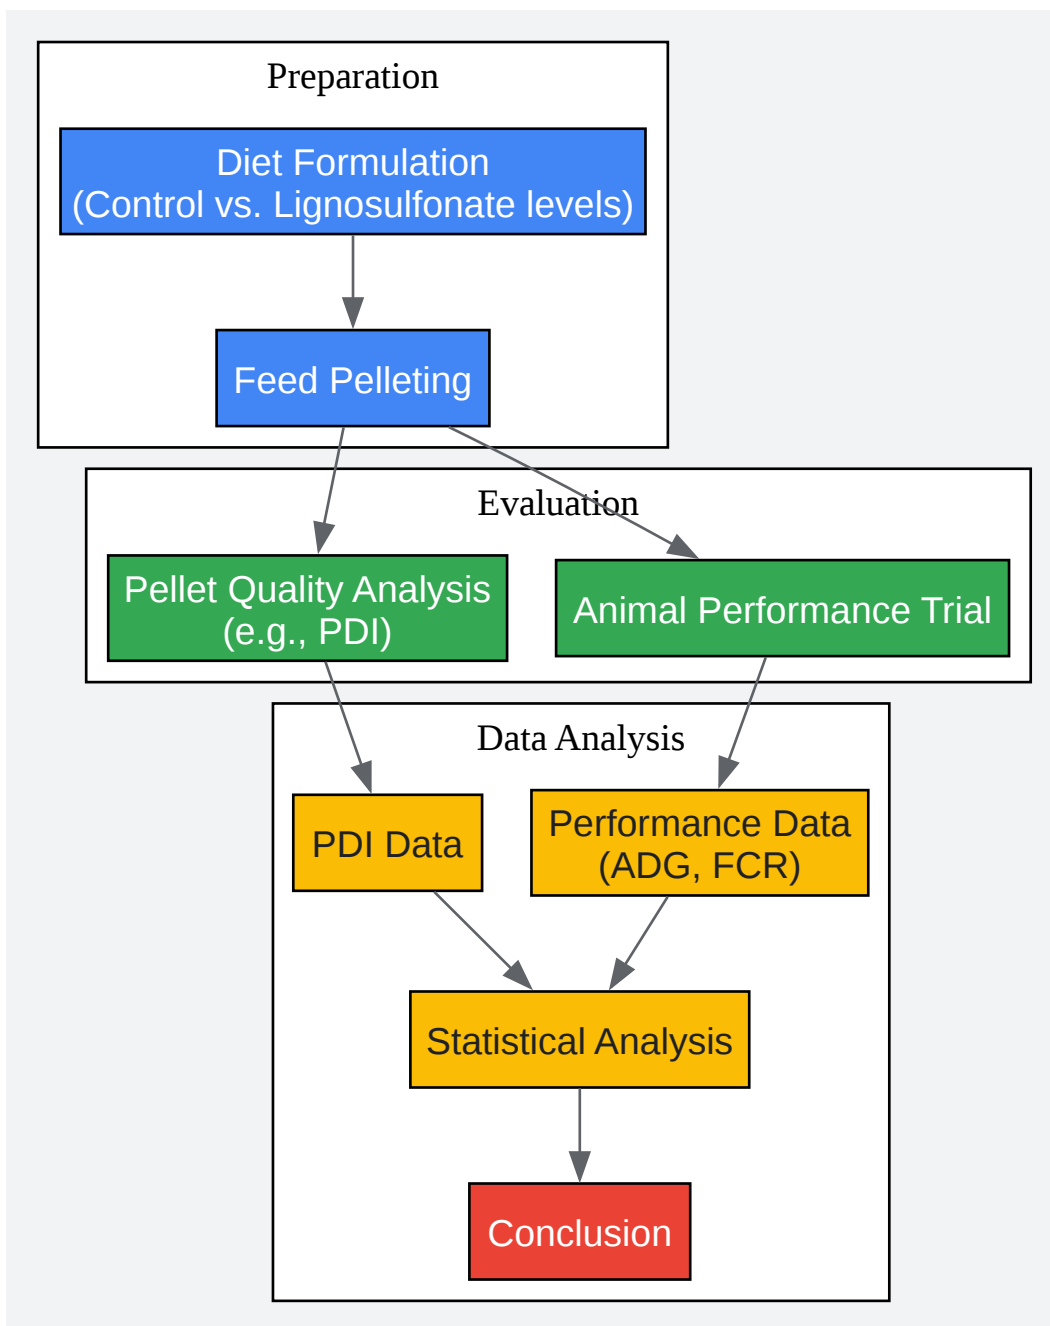 Preparation
Diet Formulation
(Control vs. Lignosulfonate levels)
Feed Pelleting
Evaluation
Pellet Quality Analysis
(e.g., PDI)
Animal Performance Trial
Data Analysis
PDI Data
Performance Data
(ADG, FCR)
Statistical Analysis
Conclusion